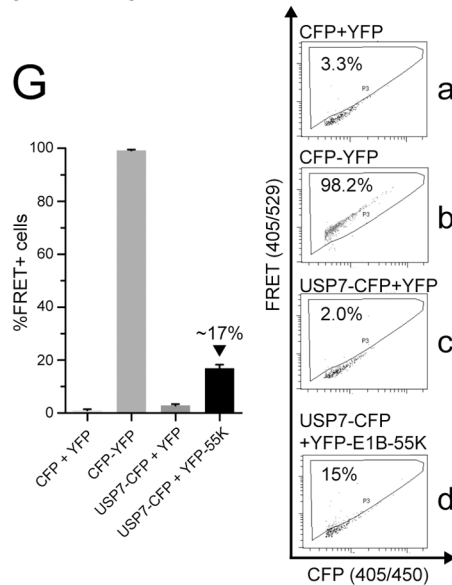 G
%FRET+ cells
100
80
60
40
20
0
~17%
CFP + YFP
CFP-YFP
USP7-CFP + YFP
USP7-CFP + YFP-55K
FRET (405/529)
CFP+YFP
3.3%
P3
a
CFP-YFP
98.2%
P3
b
USP7-CFP+YFP
2.0%
P3
c
USP7-CFP
+YFP-E1B-55K
15%
P3
d
CFP (405/450)